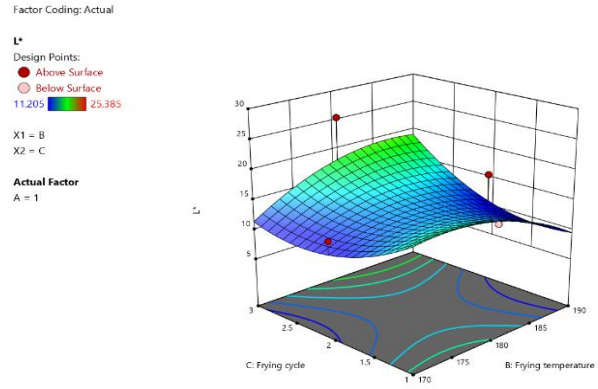 Factor Coding: Actual
L*
Design Points:
Above Surface
Below Surface
11.205 25.385
X1 = B
X2 = C
Actual Factor
A = 1
30
25
20
15
10
5
L*
3
2.5
2
1.5
1
170
175
180
185
190
C: Frying cycle
B: Frying temperature